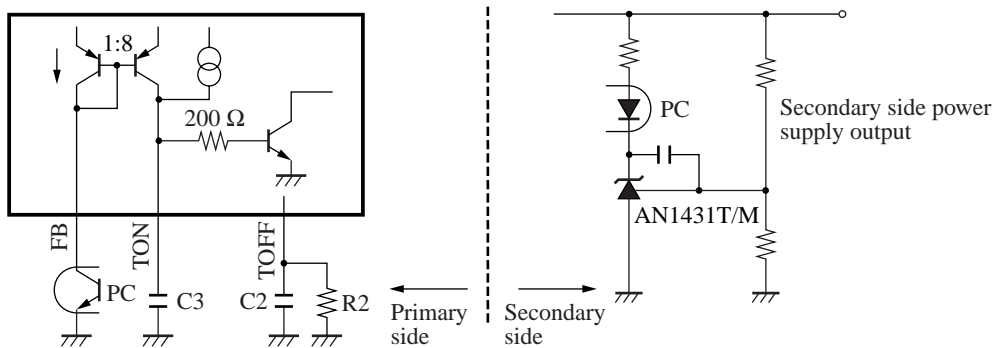 1:8
200 Ω
FB
TON
TOFF
PC
C3
C2
R2
Primary
side
Secondary
side
PC
Secondary side power
supply output
AN1431T/M